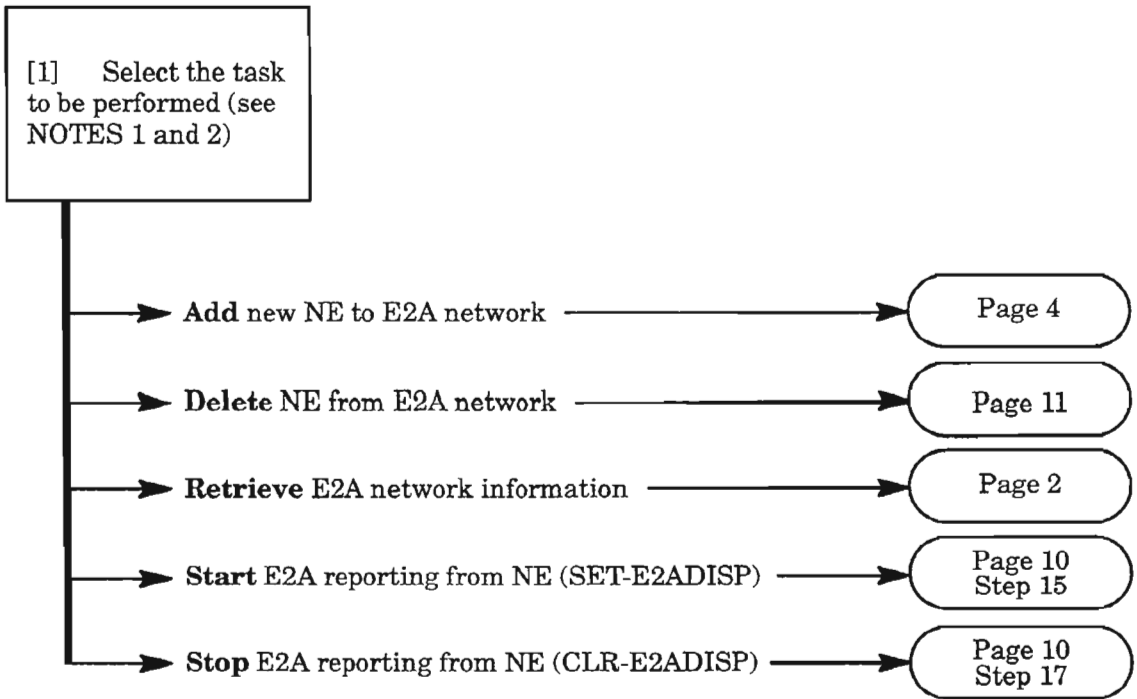 [1] Select the task
to be performed (see
NOTES 1 and 2)
Add new NE to E2A network
Page 4
Delete NE from E2A network
Page 11
Retrieve E2A network information
Page 2
Start E2A reporting from NE (SET-E2ADISP)
Page 10
Step 15
Stop E2A reporting from NE (CLR-E2ADISP)
Page 10
Step 17